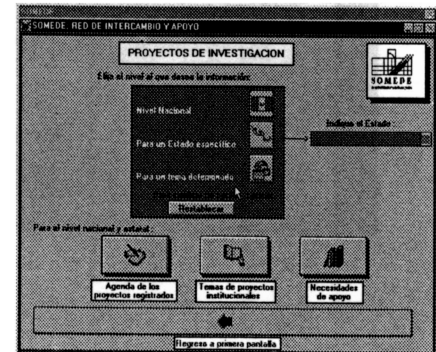 SOMEDE
SOMEDE. RED DE INTERCAMBIO Y APOYO
PROYECTOS DE INVESTIGACION
SOMEDE
Elija el nivel al que desea la información:
Nivel Nacional
Indique el Estado :
Para un Estado específico
Para un tema determinado
Restablecer
Para el nivel nacional y estatal :
Agenda de los
proyectos registrados
Temas de proyectos
institucionales
Necesidades
de apoyo
Regreso a primera pantalla